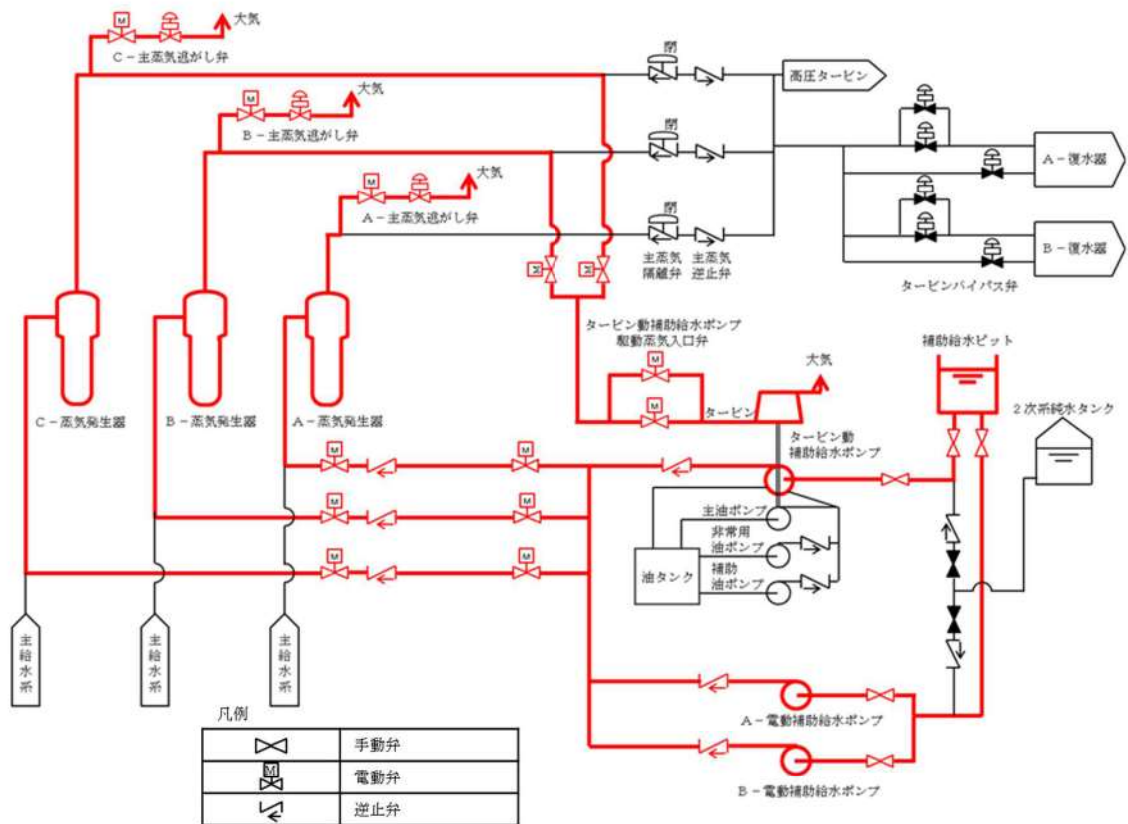 大気
M
C-主蒸気逃がし弁
大気
M
B-主蒸気逃がし弁
大気
M
A-主蒸気逃がし弁
閉
閉
閉
主蒸気
隔離弁
主蒸気
逆止弁
高圧タービン
A-復水器
B-復水器
タービンバイパス弁
M
M
タービン動補助給水ポンプ
駆動蒸気入口弁
M
M
タービン
大気
補助給水ピット
2次系純水タンク
C-蒸気発生器
B-蒸気発生器
A-蒸気発生器
タービン動
補助給水ポンプ
M
M
M
M
M
M
主油ポンプ
非常用
油ポンプ
補助
油ポンプ
油タンク
主給水系
主給水系
主給水系
A-電動補助給水ポンプ
B-電動補助給水ポンプ
凡例
手動弁
M
電動弁
逆止弁